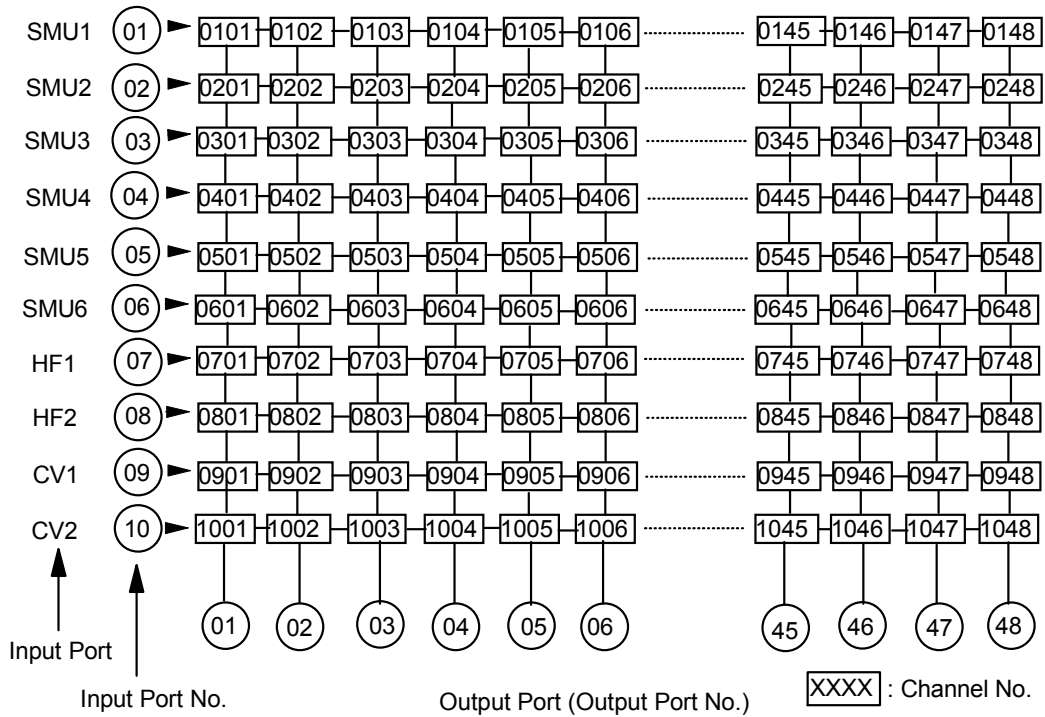 SMU1 01 0101 0102 0103 0104 0105 0106 0145 0146 0147 0148
SMU2 02 0201 0202 0203 0204 0205 0206 0245 0246 0247 0248
SMU3 03 0301 0302 0303 0304 0305 0306 0345 0346 0347 0348
SMU4 04 0401 0402 0403 0404 0405 0406 0445 0446 0447 0448
SMU5 05 0501 0502 0503 0504 0505 0506 0545 0546 0547 0548
SMU6 06 0601 0602 0603 0604 0605 0606 0645 0646 0647 0648
HF1 07 0701 0702 0703 0704 0705 0706 0745 0746 0747 0748
HF2 08 0801 0802 0803 0804 0805 0806 0845 0846 0847 0848
CV1 09 0901 0902 0903 0904 0905 0906 0945 0946 0947 0948
CV2 10 1001 1002 1003 1004 1005 1006 1045 1046 1047 1048
01 02 03 04 05 06 45 46 47 48
Input Port
Input Port No.
Output Port (Output Port No.)
XXXX : Channel No.